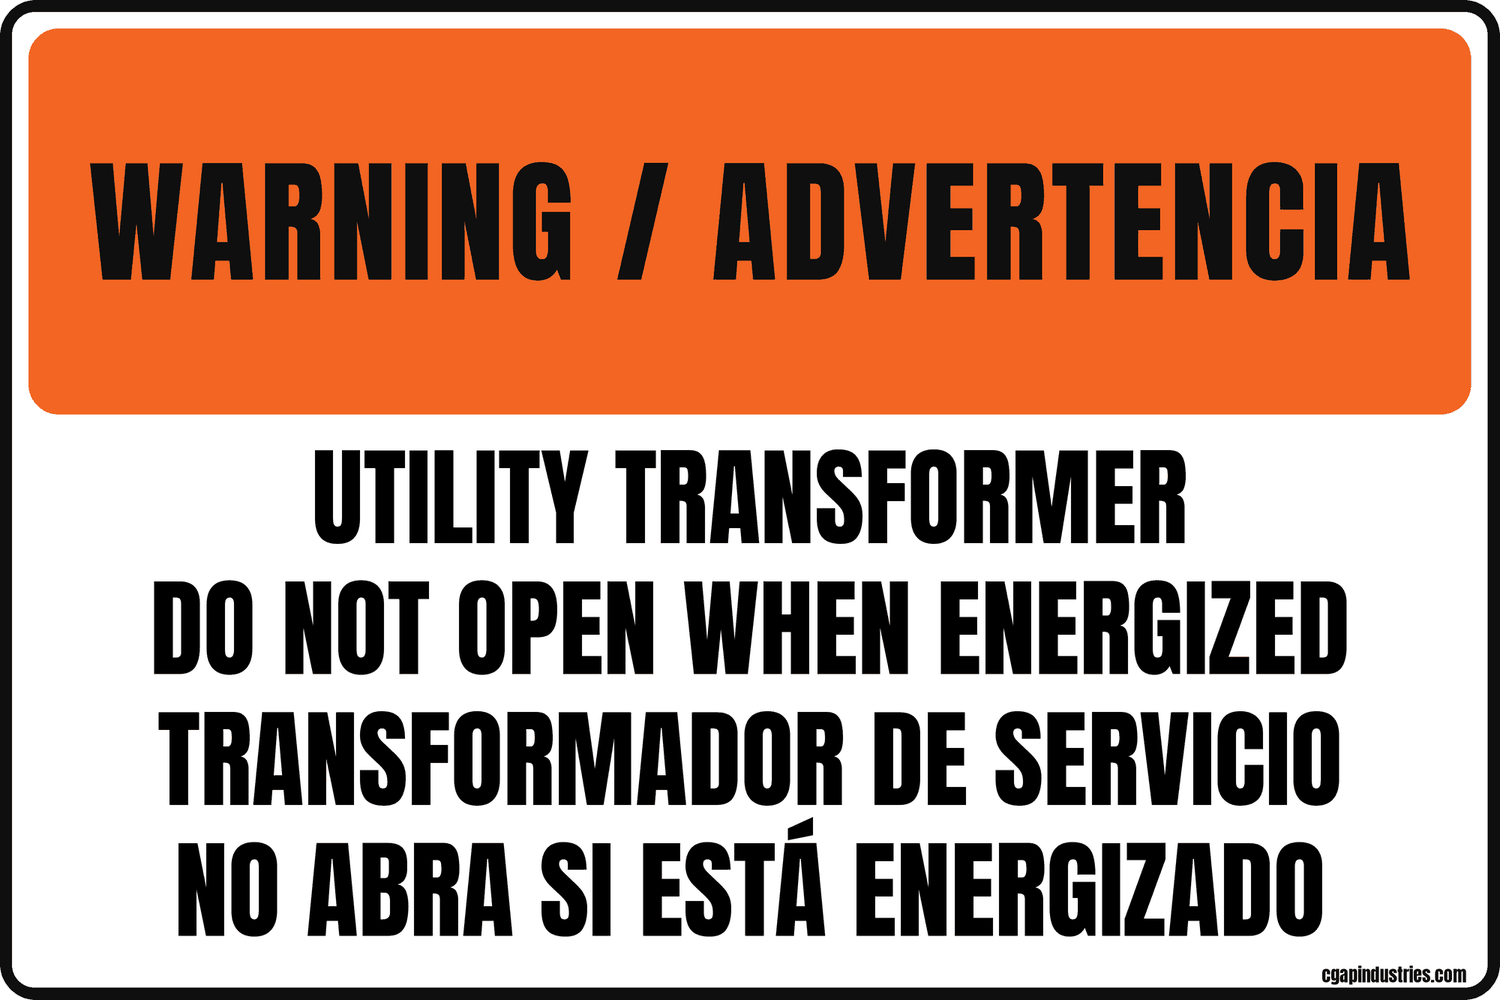 WARNING / ADVERTENCIA
UTILITY TRANSFORMER
DO NOT OPEN WHEN ENERGIZED
TRANSFORMADOR DE SERVICIO
NO ABRA SI ESTÁ ENERGIZADO
cgapindustries.com